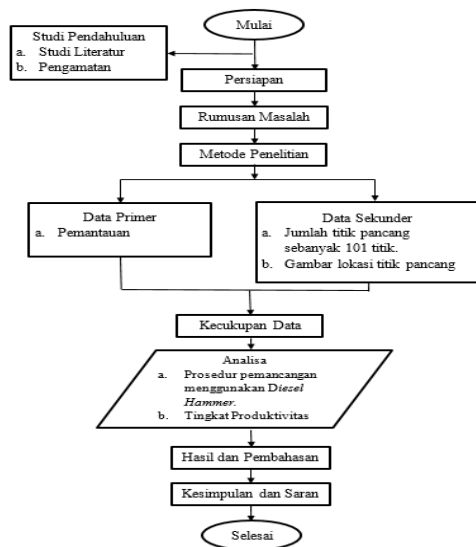 Mulai
Studi Pendahuluan
a. Studi Literatur
b. Pengamatan
Persiapan
Rumusan Masalah
Metode Penelitian
Data Primer
a. Pemantauan
Data Sekunder
a. Jumlah titik pancang
sebanyak 101 titik.
b. Gambar lokasi titik pancang
Kecukupan Data
Analisa
a. Prosedur pemancangan
menggunakan Diesel
Hammer.
b. Tingkat Produktivitas
Hasil dan Pembahasan
Kesimpulan dan Saran
Selesai